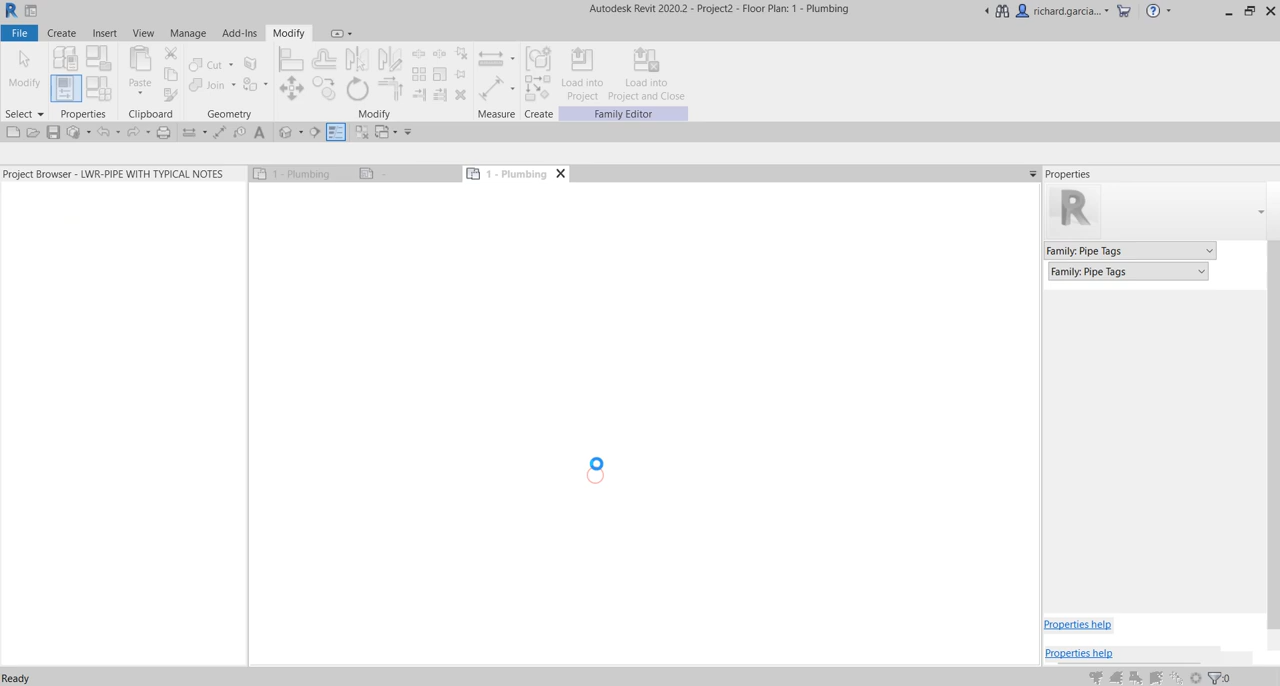 Autodesk Revit 2020.2 - Project2 - Floor Plan: 1 - Plumbing
richard.garcia...
File Create Insert View Manage Add-Ins Modify
Modify
Paste
Cut
Join
Load into Project
Load into Project and Close
Select Properties Clipboard Geometry Modify Measure Create Family Editor
Project Browser - LWR-PIPE WITH TYPICAL NOTES
1 - Plumbing
-
1 - Plumbing
Properties
Family: Pipe Tags
Family: Pipe Tags
Properties help
Properties help
Ready
:0